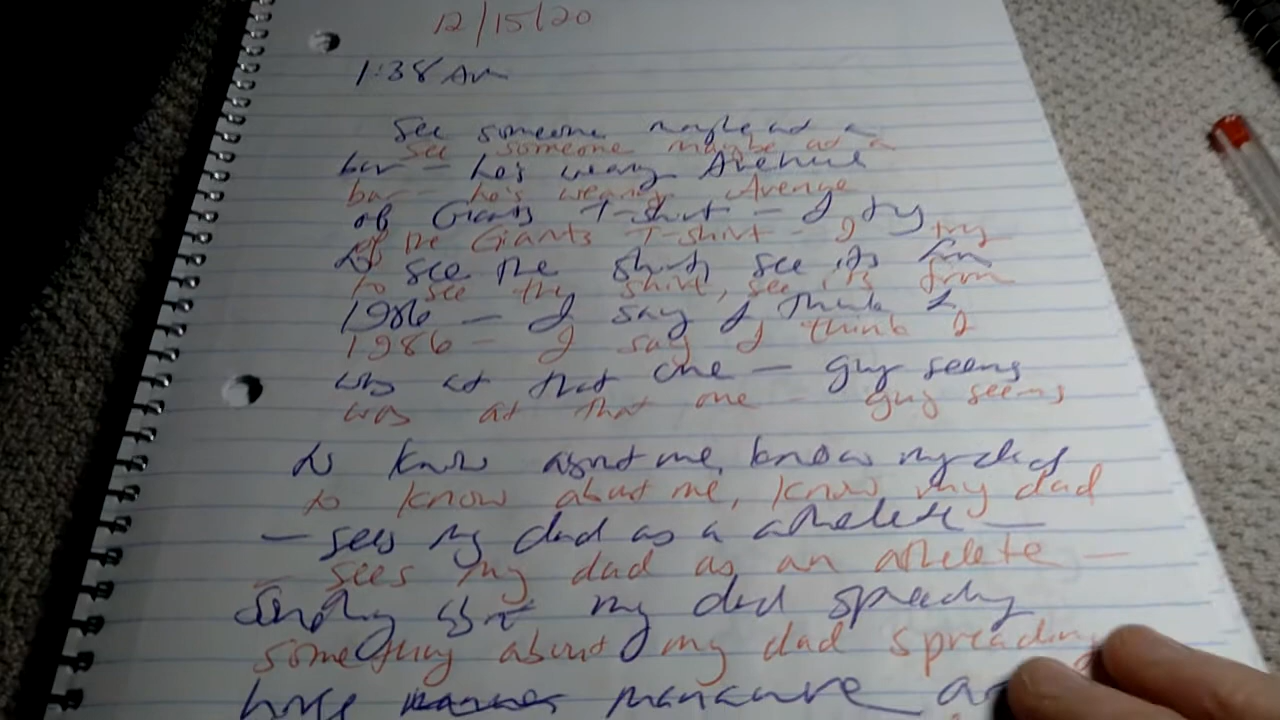 12/15/20
1:38 Am
See someone maybe at a
see someone maybe at a
bar – he's wearing Avenue
bar – he's wearing Avenge
of Giants T-shirt – I try
of the Giants T-shirt – I try
to see the shirt, see its from
to see the shirt, see its from
1986 – I say I think I
1986 – I say I think I
was at that one – guy seems
was at that one – guy seems
to know about me, know my dad
to know about me, know my dad
– sees my dad as a athelete –
– sees my dad as an athelete –
something about my dad spreading
something about my dad spreading
horse manure